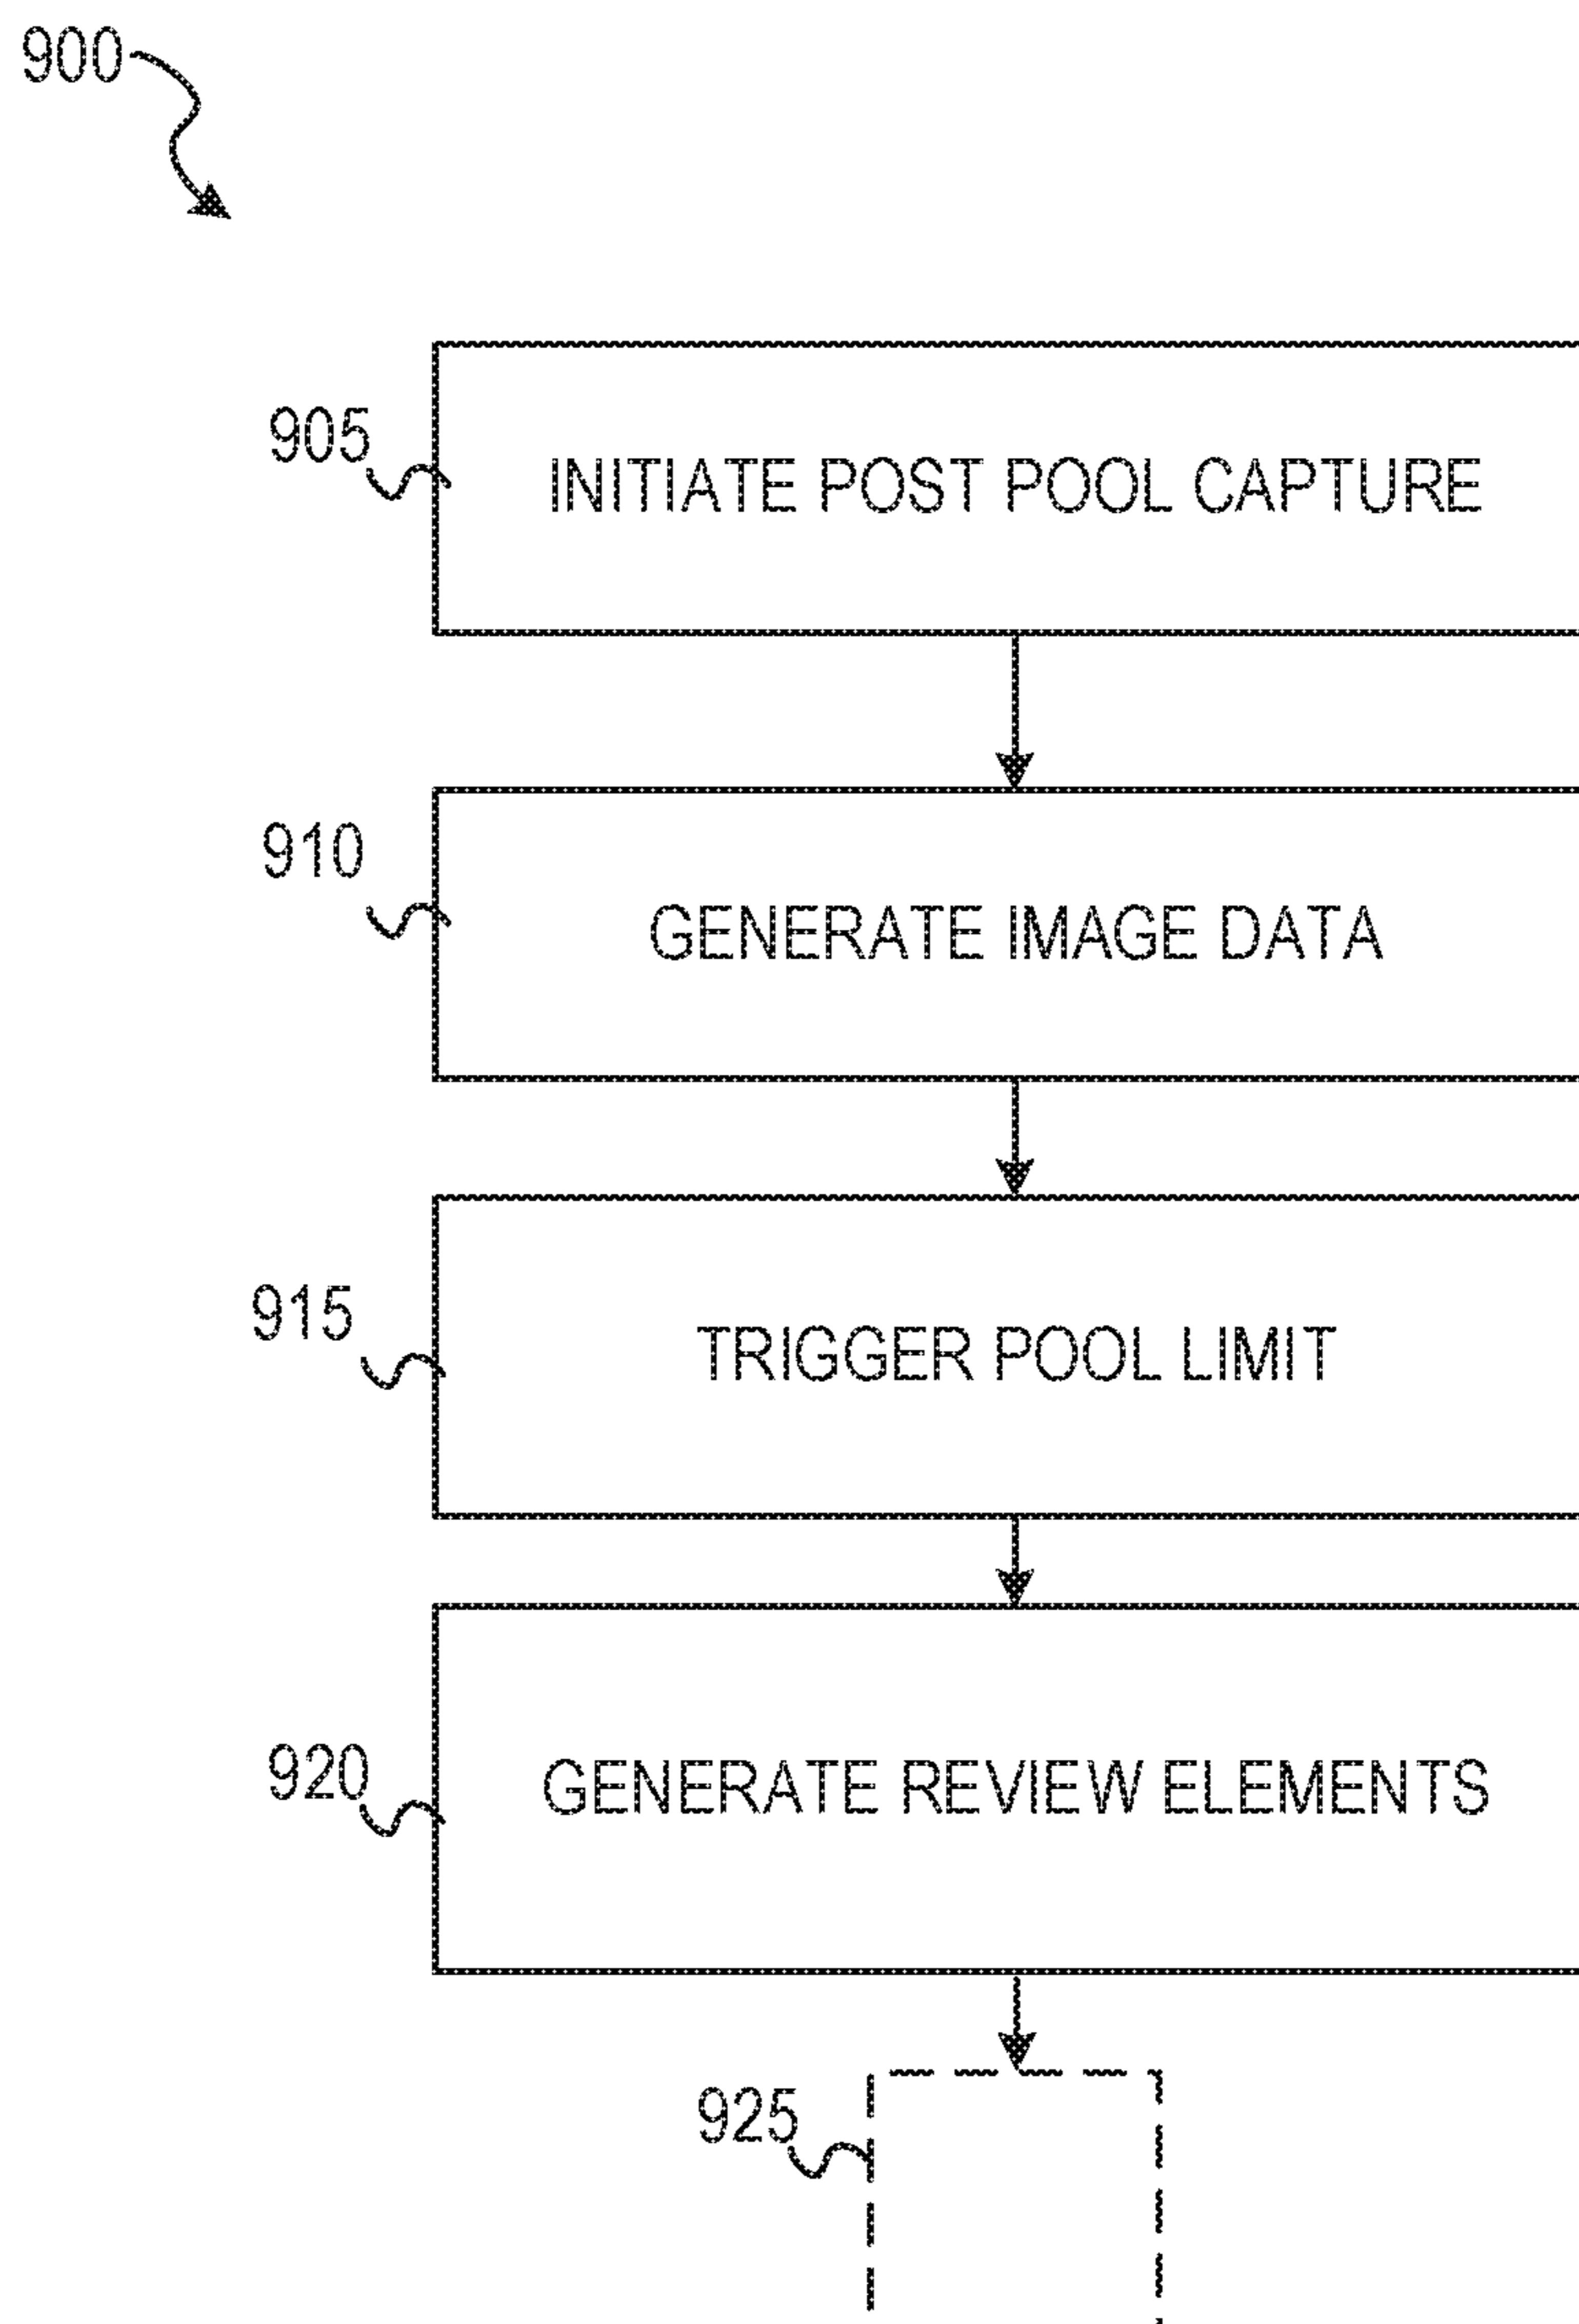 900
905
INITIATE POST POOL CAPTURE
910
GENERATE IMAGE DATA
915
TRIGGER POOL LIMIT
920
GENERATE REVIEW ELEMENTS
925